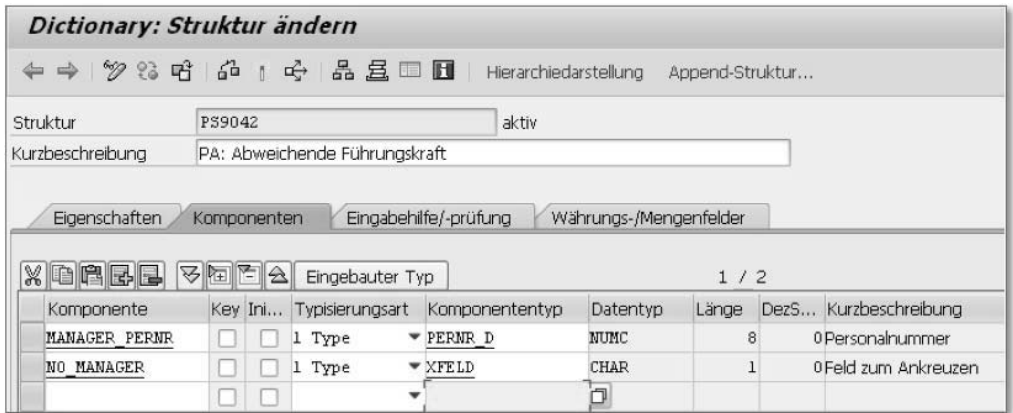 Dictionary: Struktur ändern
Hierarchiedarstellung Append-Struktur...
Struktur PS9042 aktiv
Kurzbeschreibung PA: Abweichende Führungskraft
Eigenschaften Komponenten Eingabehilfe/-prüfung Währungs-/Mengenfelder
Eingebauter Typ 1 / 2
Komponente Key Ini... Typisierungsart Komponententyp Datentyp Länge DezS... Kurzbeschreibung
MANAGER_PERNR 1 Type PERNR_D NUMC 8 0 Personalnummer
NO_MANAGER 1 Type XFELD CHAR 1 0 Feld zum Ankreuzen